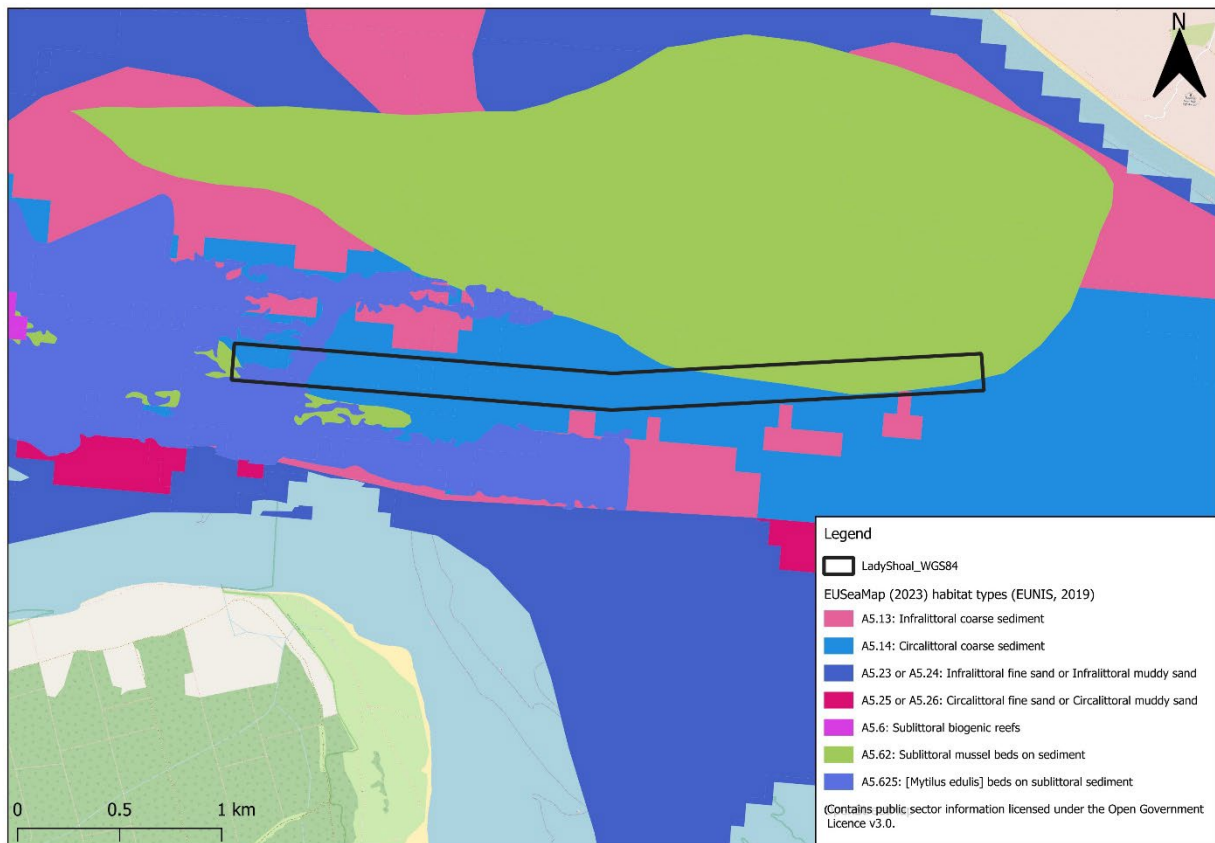 N
Legend
LadyShoal_WGS84
EUSeaMap (2023) habitat types (EUNIS, 2019)
A5.13: Infralittoral coarse sediment
A5.14: Circalittoral coarse sediment
A5.23 or A5.24: Infralittoral fine sand or Infralittoral muddy sand
A5.25 or A5.26: Circalittoral fine sand or Circalittoral muddy sand
A5.6: Sublittoral biogenic reefs
A5.62: Sublittoral mussel beds on sediment
A5.625: [Mytilus edulis] beds on sublittoral sediment
Contains public sector information licensed under the Open Government
Licence v3.0.
0 0.5 1 km